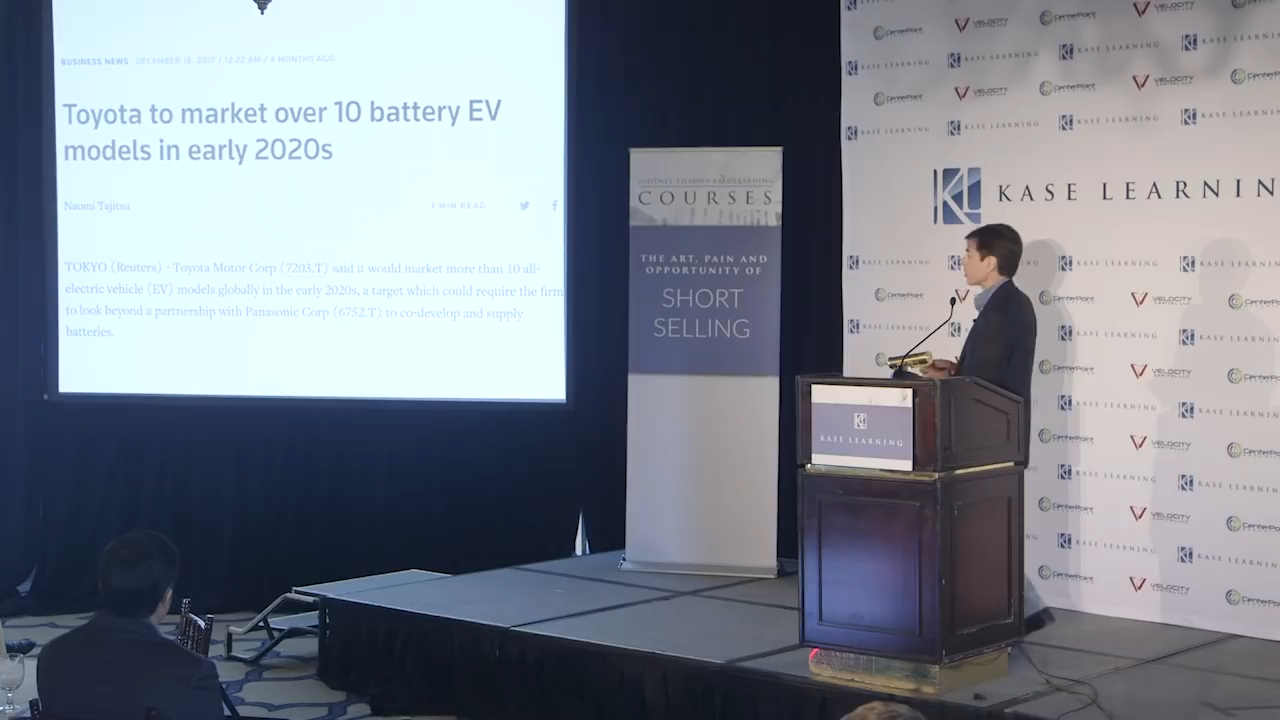 BUSINESS NEWS DECEMBER 18, 2017 / 12:22 AM / 4 MONTHS AGO
Toyota to market over 10 battery EV
models in early 2020s
Naomi Tajitsu
1 MIN READ
TOKYO (Reuters) - Toyota Motor Corp (7203.T) said it would market more than 10 all-
electric vehicle (EV) models globally in the early 2020s, a target which could require the firm
to look beyond a partnership with Panasonic Corp (6752.T) to co-develop and supply
batteries.
COURSES
THE ART, PAIN AND
OPPORTUNITY OF
SHORT
SELLING
KL KASE LEARNIN
KASE LEARNING
CenterPoint
VELOCITY
KASE LEARNING